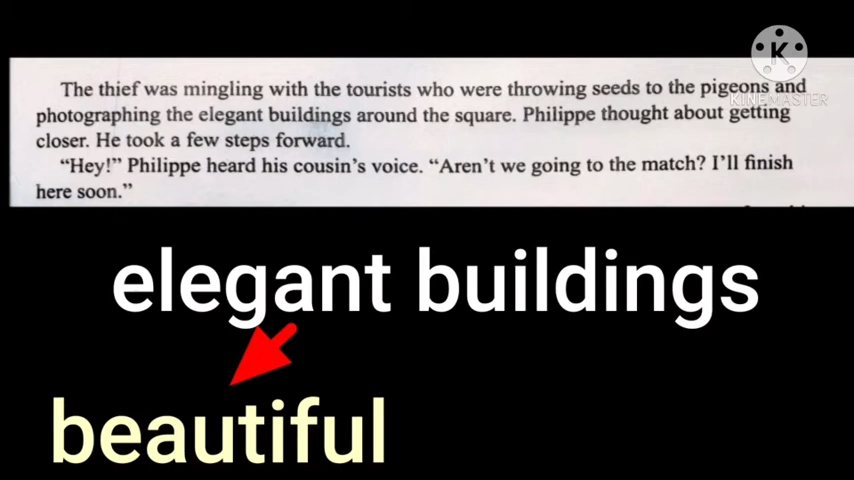 K
KINEMASTER
The thief was mingling with the tourists who were throwing seeds to the pigeons and
photographing the elegant buildings around the square. Philippe thought about getting
closer. He took a few steps forward.
“Hey!” Philippe heard his cousin’s voice. “Aren’t we going to the match? I’ll finish
here soon.”
elegant buildings
beautiful